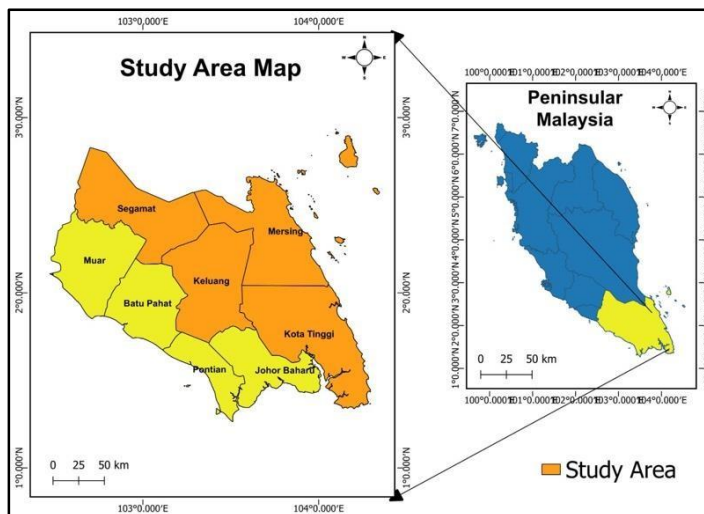 103°0.000'E
104°0.000'E
Study Area Map
3°0.000'N
2°0.000'N
1°0.000'N
Segamat
Mersing
Muar
Keluang
Batu Pahat
Kota Tinggi
Pontian
Johor Bahard
0 25 50 km
103°0.000'E
104°0.000'E
3°0.000'N
2°0.000'N
1°0.000'N
Peninsular
Malaysia
0 25 50 km
Study Area